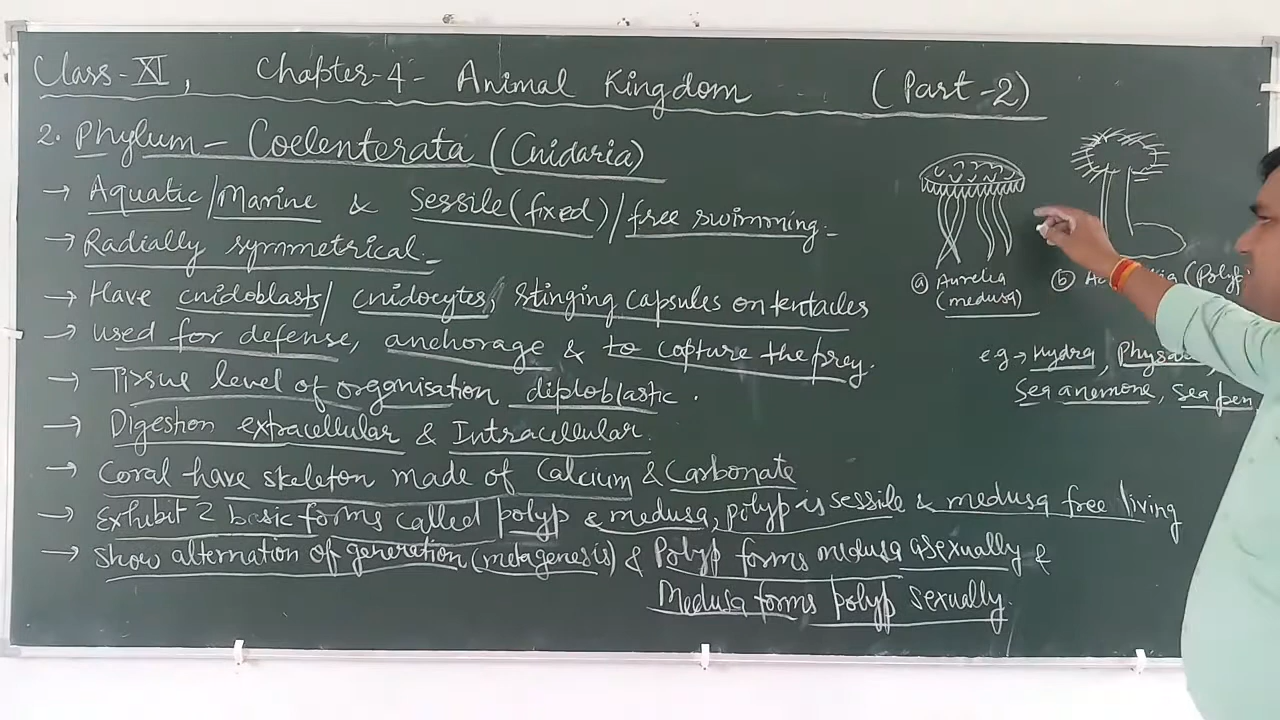 Class-XI, Chapter-4- Animal Kingdom (Part-2)
2. Phylum- Coelenterata (Cnidaria)
→ Aquatic/Marine & Sessile(fixed)/free swimming.
→ Radially symmetrical.
→ Have cnidoblasts/ cnidocytes, stinging capsules on tentacles
→ used for defense, anchorage & to capture the prey.
→ Tissue level of orgnisation diploblastic.
→ Digestion extracellular & Intracellular.
→ Coral have skeleton made of Calcium & Carbonate
→ Exhibit 2 basic forms called polyp & medusa, polyp is sessile & medusa free living
→ Show alternation of generation (metagenesis) & Polyp forms medusa asexually &
Medusa forms polyp sexually.
(a) Aurelia
(medusa)
(b) (Polyp)
e.g → Hydra,
Sea anemone, Sea pen,